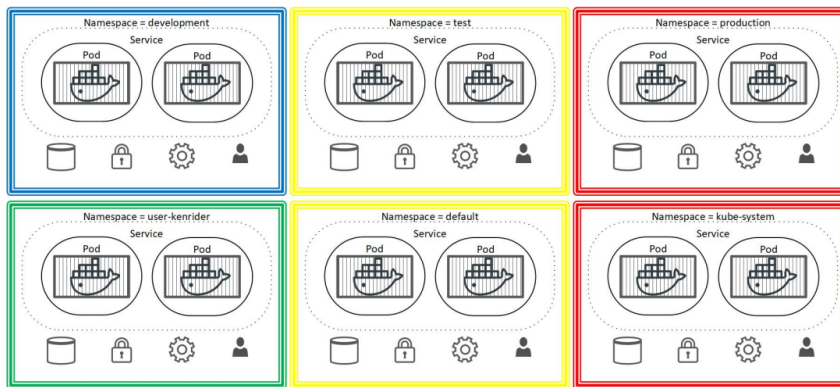 Namespace = development
Service
Pod
Pod
Namespace = test
Service
Pod
Pod
Namespace = production
Service
Pod
Pod
Namespace = user-kenrider
Service
Pod
Pod
Namespace = default
Service
Pod
Pod
Namespace = kube-system
Service
Pod
Pod